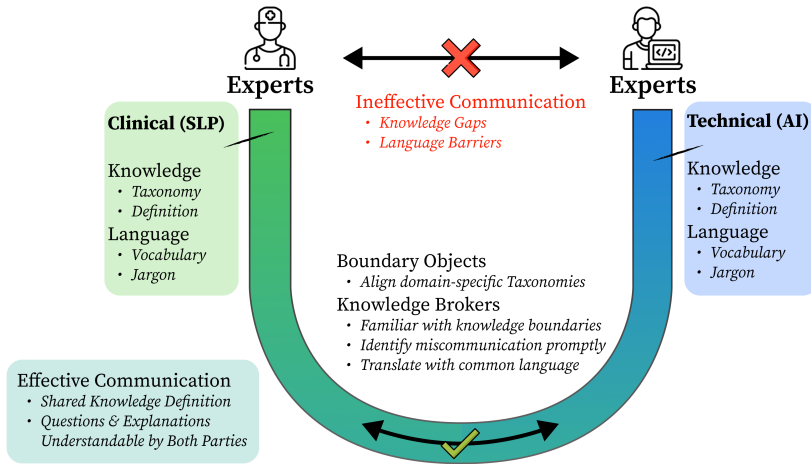 Experts
Experts
Ineffective Communication
• Knowledge Gaps
• Language Barriers
Clinical (SLP)
Knowledge
• Taxonomy
• Definition
Language
• Vocabulary
• Jargon
Technical (AI)
Knowledge
• Taxonomy
• Definition
Language
• Vocabulary
• Jargon
Boundary Objects
• Align domain-specific Taxonomies
Knowledge Brokers
• Familiar with knowledge boundaries
• Identify miscommunication promptly
• Translate with common language
Effective Communication
• Shared Knowledge Definition
• Questions & Explanations
Understandable by Both Parties